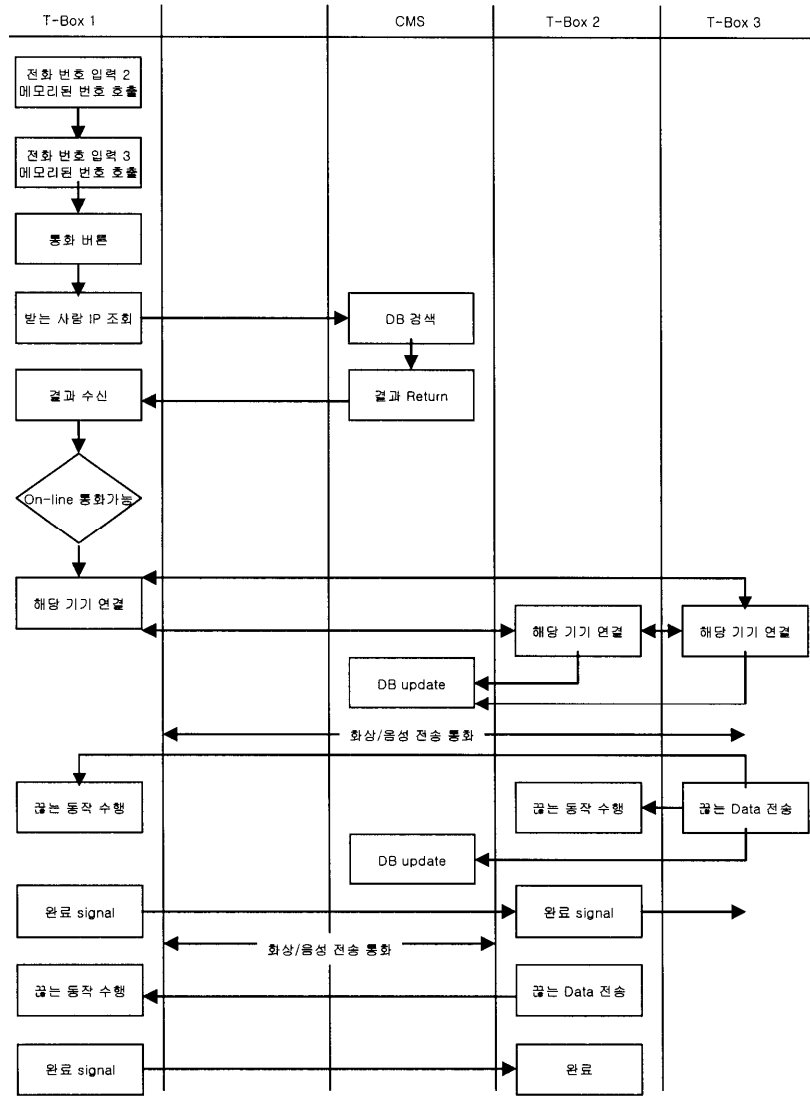 T-Box 1
CMS
T-Box 2
T-Box 3
전화 번호 입력 2
메모리된 번호 호출
전화 번호 입력 3
메모리된 번호 호출
통화 버튼
받는 사람 IP 조회
DB 검색
결과 수신
결과 Return
On-line 통화가능
해당 기기 연결
해당 기기 연결
해당 기기 연결
DB update
화상/음성 전송 통화
끊는 동작 수행
끊는 동작 수행
끊는 Data 전송
DB update
완료 signal
완료 signal
화상/음성 전송 통화
끊는 동작 수행
끊는 Data 전송
완료 signal
완료